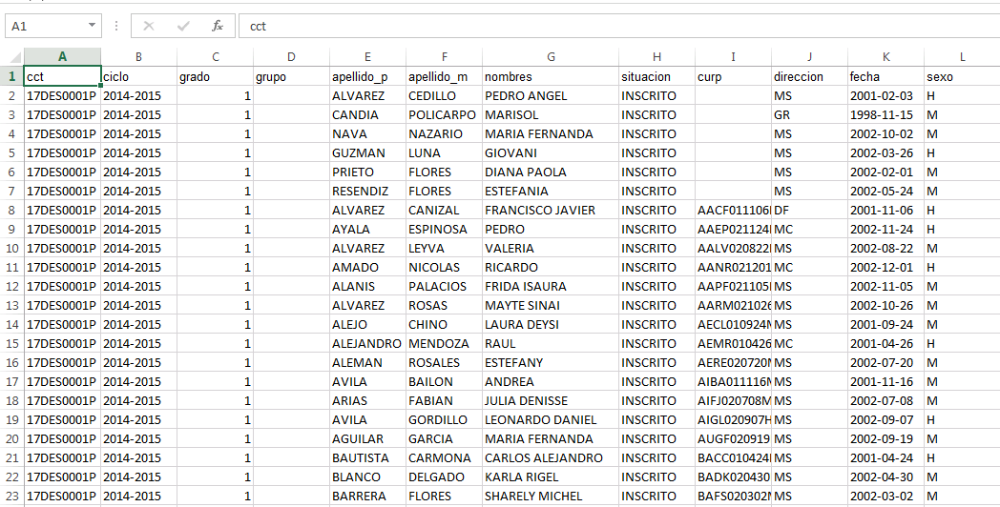 A1 fx cct
A B C D E F G H I J K L
1 cct ciclo grado grupo apellido_p apellido_m nombres situacion curp direccion fecha sexo
2 17DES0001P 2014-2015 1 ALVAREZ CEDILLO PEDRO ANGEL INSCRITO MS 2001-02-03 H
3 17DES0001P 2014-2015 1 CANDIA POLICARPO MARISOL INSCRITO GR 1998-11-15 M
4 17DES0001P 2014-2015 1 NAVA NAZARIO MARIA FERNANDA INSCRITO MS 2002-10-02 M
5 17DES0001P 2014-2015 1 GUZMAN LUNA GIOVANI INSCRITO MS 2002-03-26 H
6 17DES0001P 2014-2015 1 PRIETO FLORES DIANA PAOLA INSCRITO MS 2002-02-01 M
7 17DES0001P 2014-2015 1 RESENDIZ FLORES ESTEFANIA INSCRITO MS 2002-05-24 M
8 17DES0001P 2014-2015 1 ALVAREZ CANIZAL FRANCISCO JAVIER INSCRITO AACF011106 DF 2001-11-06 H
9 17DES0001P 2014-2015 1 AYALA ESPINOSA PEDRO INSCRITO AAEP021124 MC 2002-11-24 H
10 17DES0001P 2014-2015 1 ALVAREZ LEYVA VALERIA INSCRITO AALV020822 MS 2002-08-22 M
11 17DES0001P 2014-2015 1 AMADO NICOLAS RICARDO INSCRITO AANR021201 MC 2002-12-01 H
12 17DES0001P 2014-2015 1 ALANIS PALACIOS FRIDA ISAURA INSCRITO AAPF021105 MS 2002-11-05 M
13 17DES0001P 2014-2015 1 ALVAREZ ROSAS MAYTE SINAI INSCRITO AARM021026 MS 2002-10-26 M
14 17DES0001P 2014-2015 1 ALEJO CHINO LAURA DEYSI INSCRITO AECL010924M MS 2001-09-24 M
15 17DES0001P 2014-2015 1 ALEJANDRO MENDOZA RAUL INSCRITO AEMR010426 MC 2001-04-26 H
16 17DES0001P 2014-2015 1 ALEMAN ROSALES ESTEFANY INSCRITO AERE020720M MS 2002-07-20 M
17 17DES0001P 2014-2015 1 AVILA BAILON ANDREA INSCRITO AIBA011116M MS 2001-11-16 M
18 17DES0001P 2014-2015 1 ARIAS FABIAN JULIA DENISSE INSCRITO AIFJ020708M MS 2002-07-08 M
19 17DES0001P 2014-2015 1 AVILA GORDILLO LEONARDO DANIEL INSCRITO AIGL020907H MS 2002-09-07 H
20 17DES0001P 2014-2015 1 AGUILAR GARCIA MARIA FERNANDA INSCRITO AUGF020919 MS 2002-09-19 M
21 17DES0001P 2014-2015 1 BAUTISTA CARMONA CARLOS ALEJANDRO INSCRITO BACC010424 MS 2001-04-24 H
22 17DES0001P 2014-2015 1 BLANCO DELGADO KARLA RIGEL INSCRITO BADK020430 MS 2002-04-30 M
23 17DES0001P 2014-2015 1 BARRERA FLORES SHARELY MICHEL INSCRITO BAFS020302M MS 2002-03-02 M